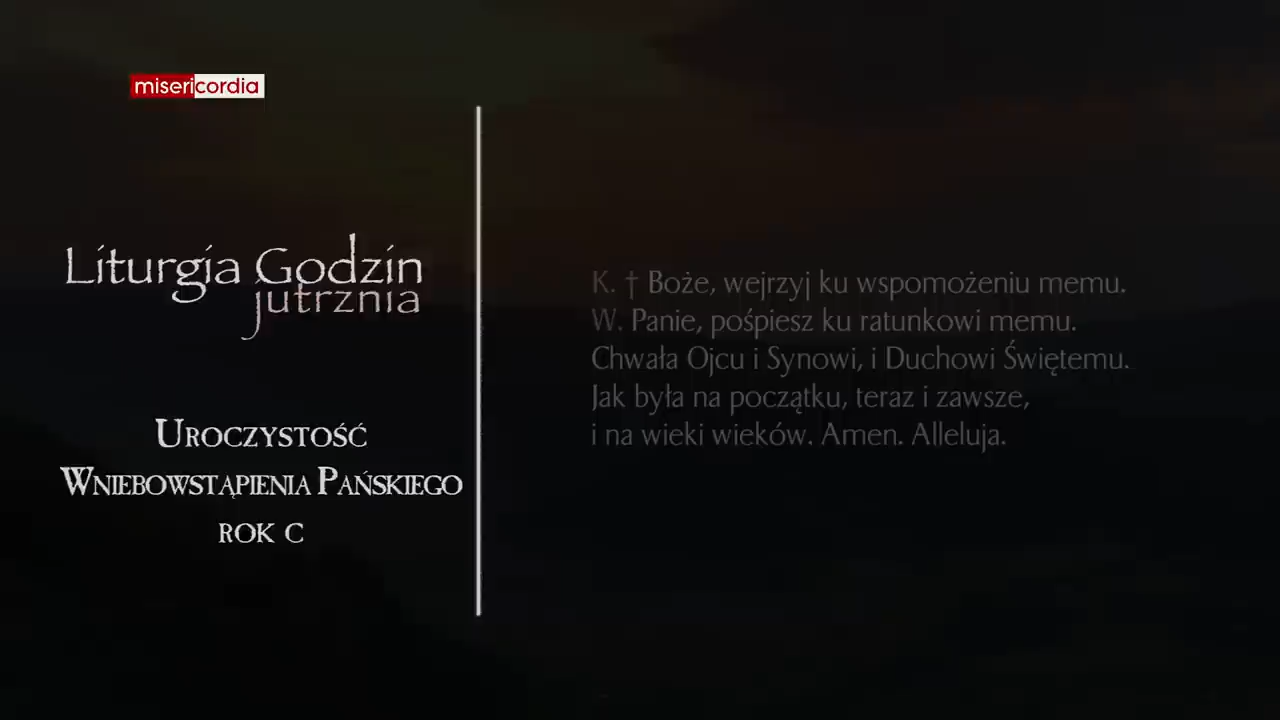 misericordia
Liturgia Godzin
jutrznia
Uroczystość
Wniebowstąpienia Pańskiego
rok C
K. † Boże, wejrzyj ku wspomożeniu memu.
W. Panie, pośpiesz ku ratunkowi memu.
Chwała Ojcu i Synowi, i Duchowi Świętemu.
Jak była na początku, teraz i zawsze,
i na wieki wieków. Amen. Alleluja.